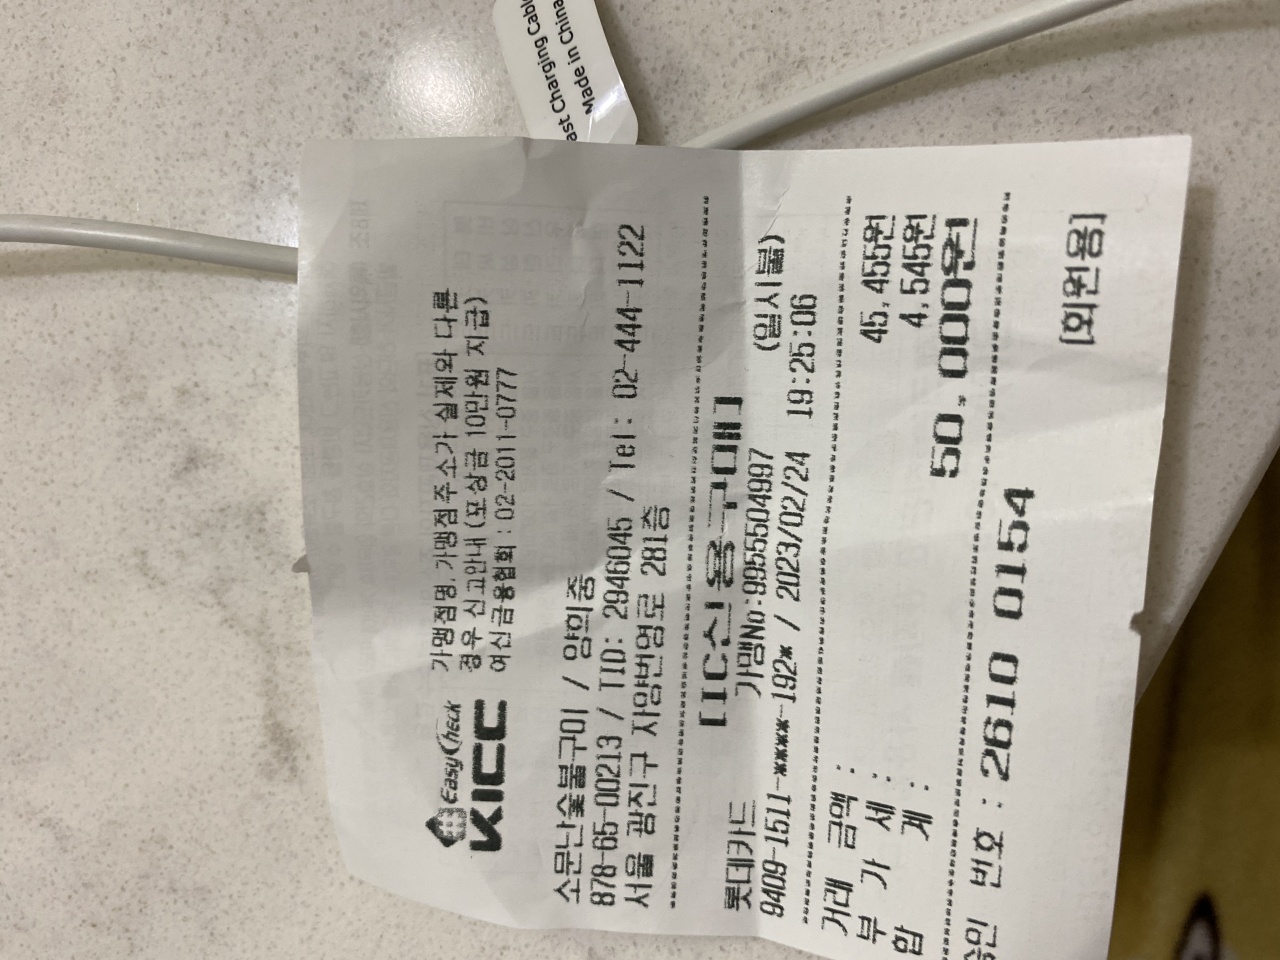 Fast Charging Cable
Made in China
EasyCheck
KICC
가맹점명, 가맹점주소가 실제와 다른
경우 신고안내 (포상금 10만원 지급)
여신금융협회 : 02-2011-0777
소문난숯불구이 / 양희종
878-65-00213 / TID: 2946045 / Tel: 02-444-1122
서울 광진구 자양번영로 281층
[IC신용구매]
롯데카드 가맹No:9955504997 (일시불)
9409-1511-****-192* / 2023/02/24 19:25:06
거래 금액 : 45,455원
부 가 세 : 4,545원
합 계 : 50,000원
승인 번호 : 2610 0154
[회원용]